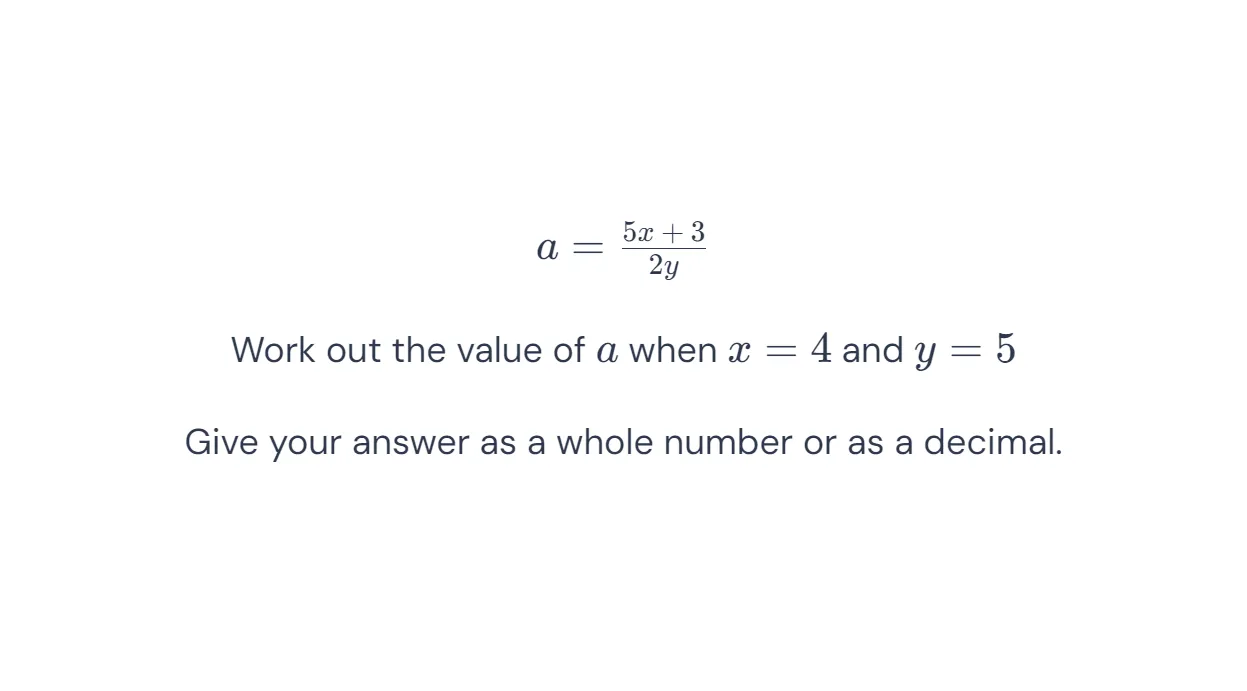 a = \frac{5x + 3}{2y}
Work out the value of a when x = 4 and y = 5
Give your answer as a whole number or as a decimal.